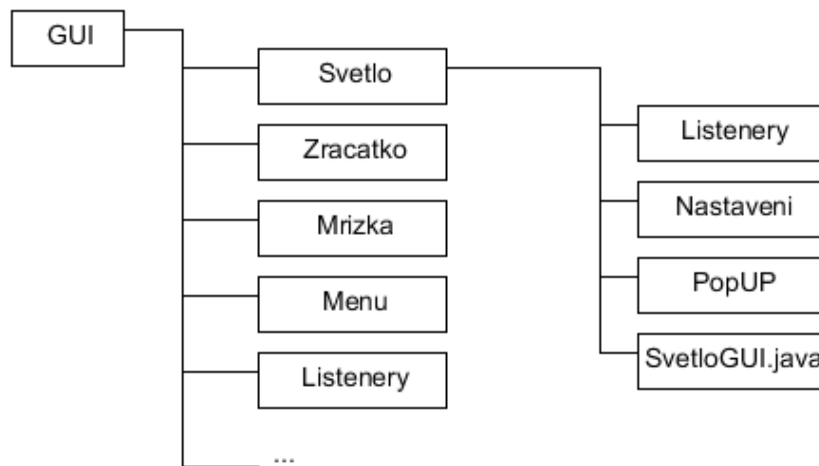 GUI
Svetlo
Zracatko
Mrizka
Menu
Listenery
...
Listenery
Nastaveni
PopUP
SvetloGUI.java